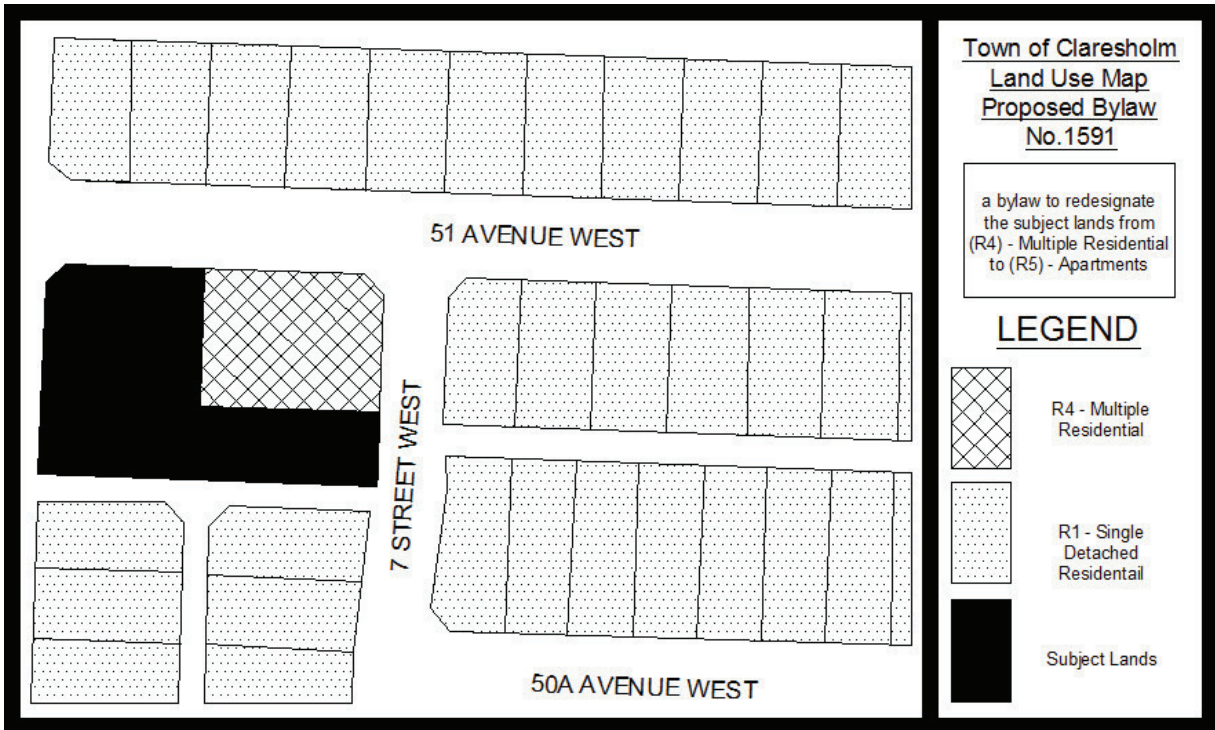 51 AVENUE WEST
7 STREET WEST
50A AVENUE WEST
Town of Claresholm
Land Use Map
Proposed Bylaw
No.1591
a bylaw to redesignate
the subject lands from
(R4) - Multiple Residential
to (R5) - Apartments
LEGEND
R4 - Multiple
Residential
R1 - Single
Detached
Residentail
Subject Lands